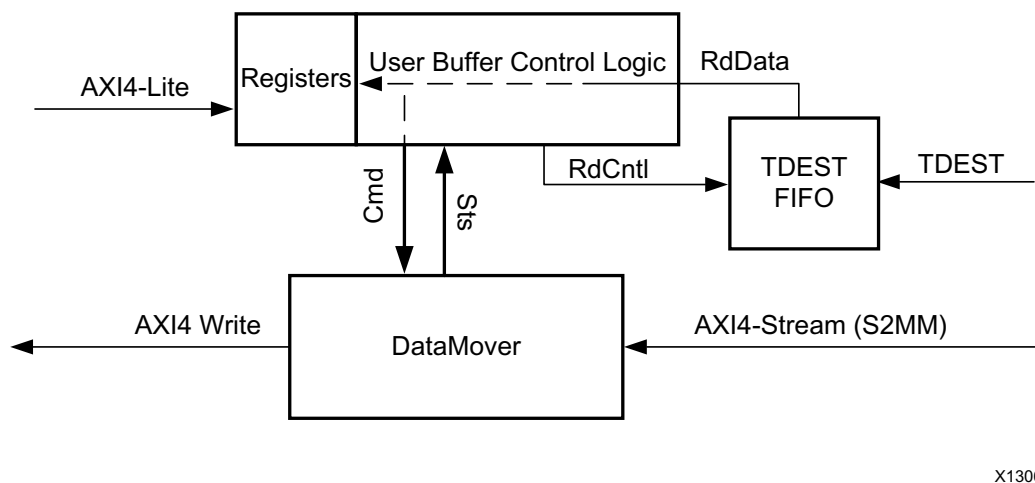 User Buffer Control Logic
RdData
Registers
AXI4-Lite
TDEST
FIFO
TDEST
RdCntl
Cmd
Sts
AXI4 Write
DataMover
AXI4-Stream (S2MM)